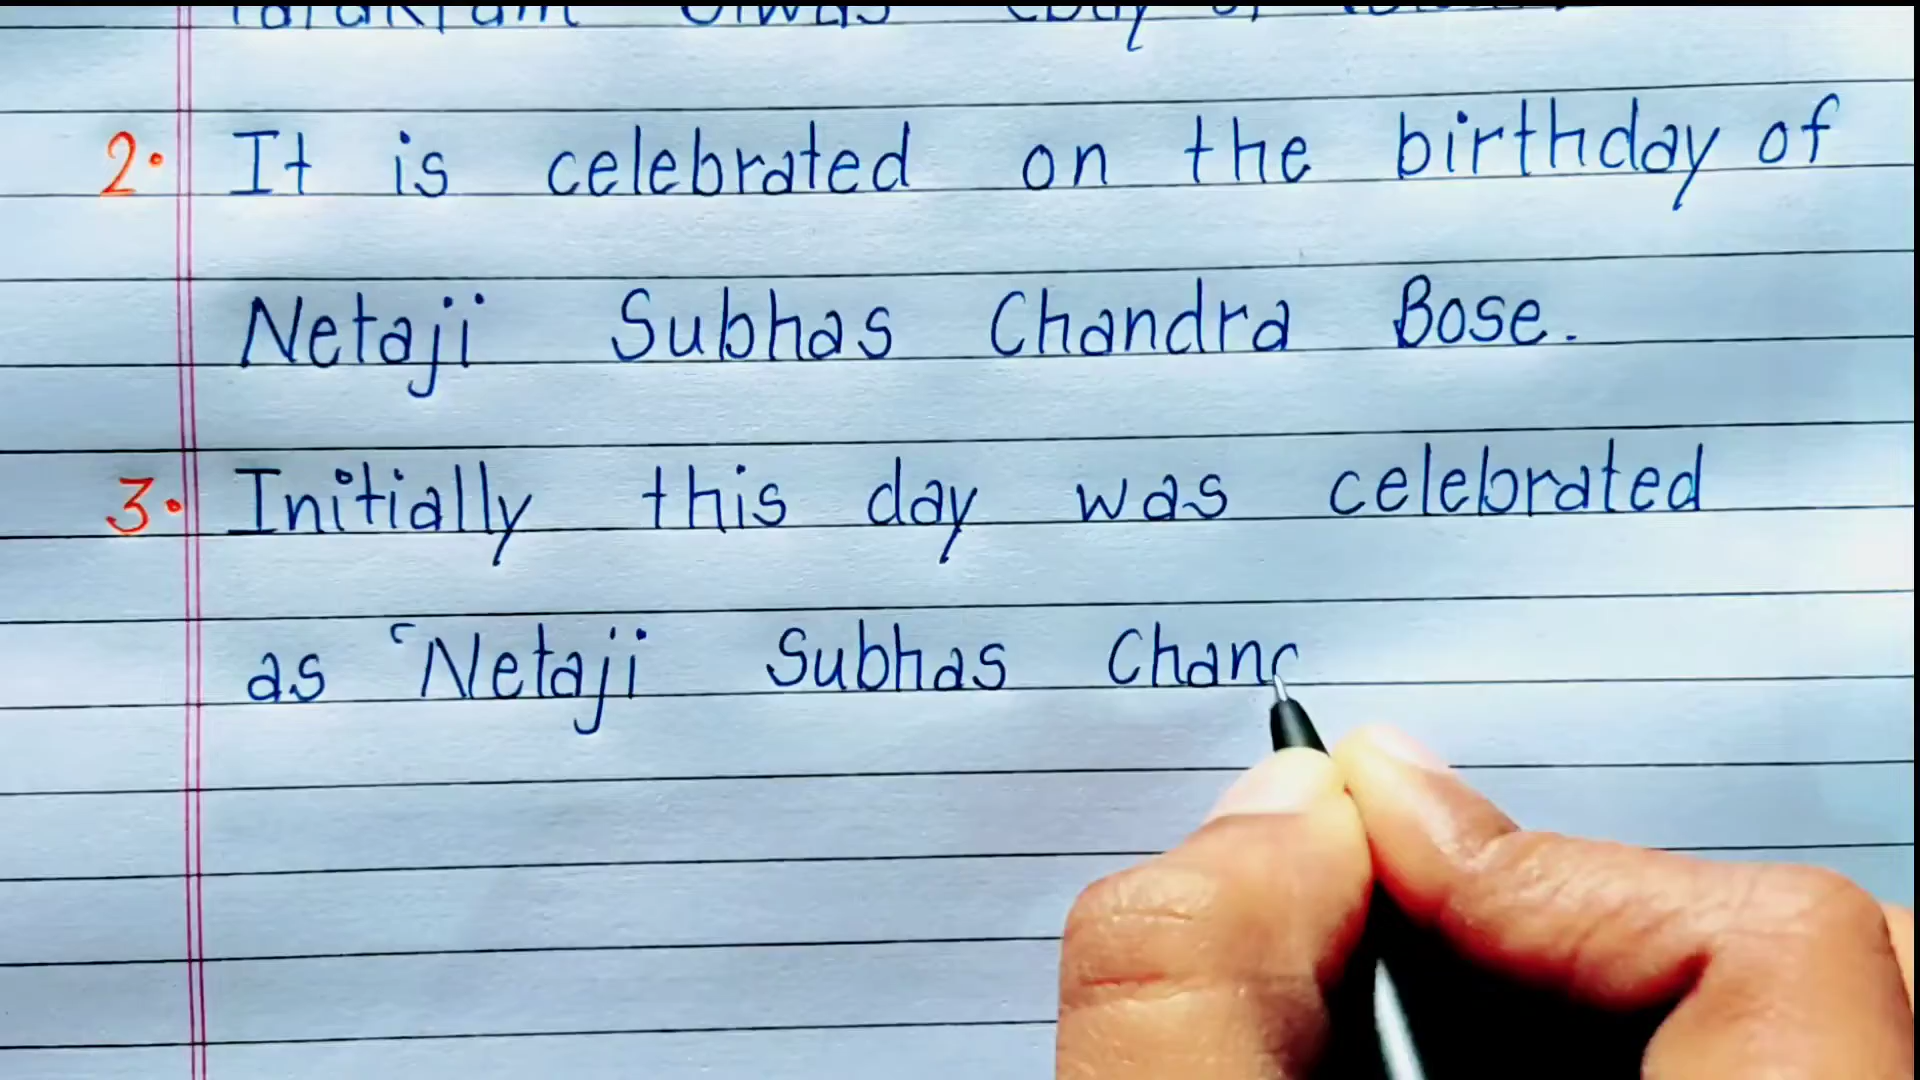 2. It is celebrated on the birthday of
Netaji Subhas Chandra Bose.
3. Initially this day was celebrated
as 'Netaji Subhas Chanc